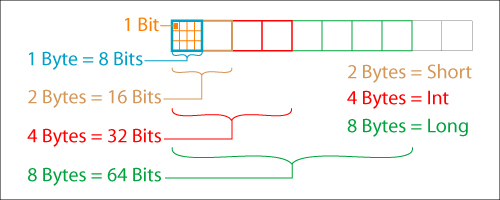 1 Bit
1 Byte = 8 Bits
2 Bytes = 16 Bits
4 Bytes = 32 Bits
8 Bytes = 64 Bits
2 Bytes = Short
4 Bytes = Int
8 Bytes = Long